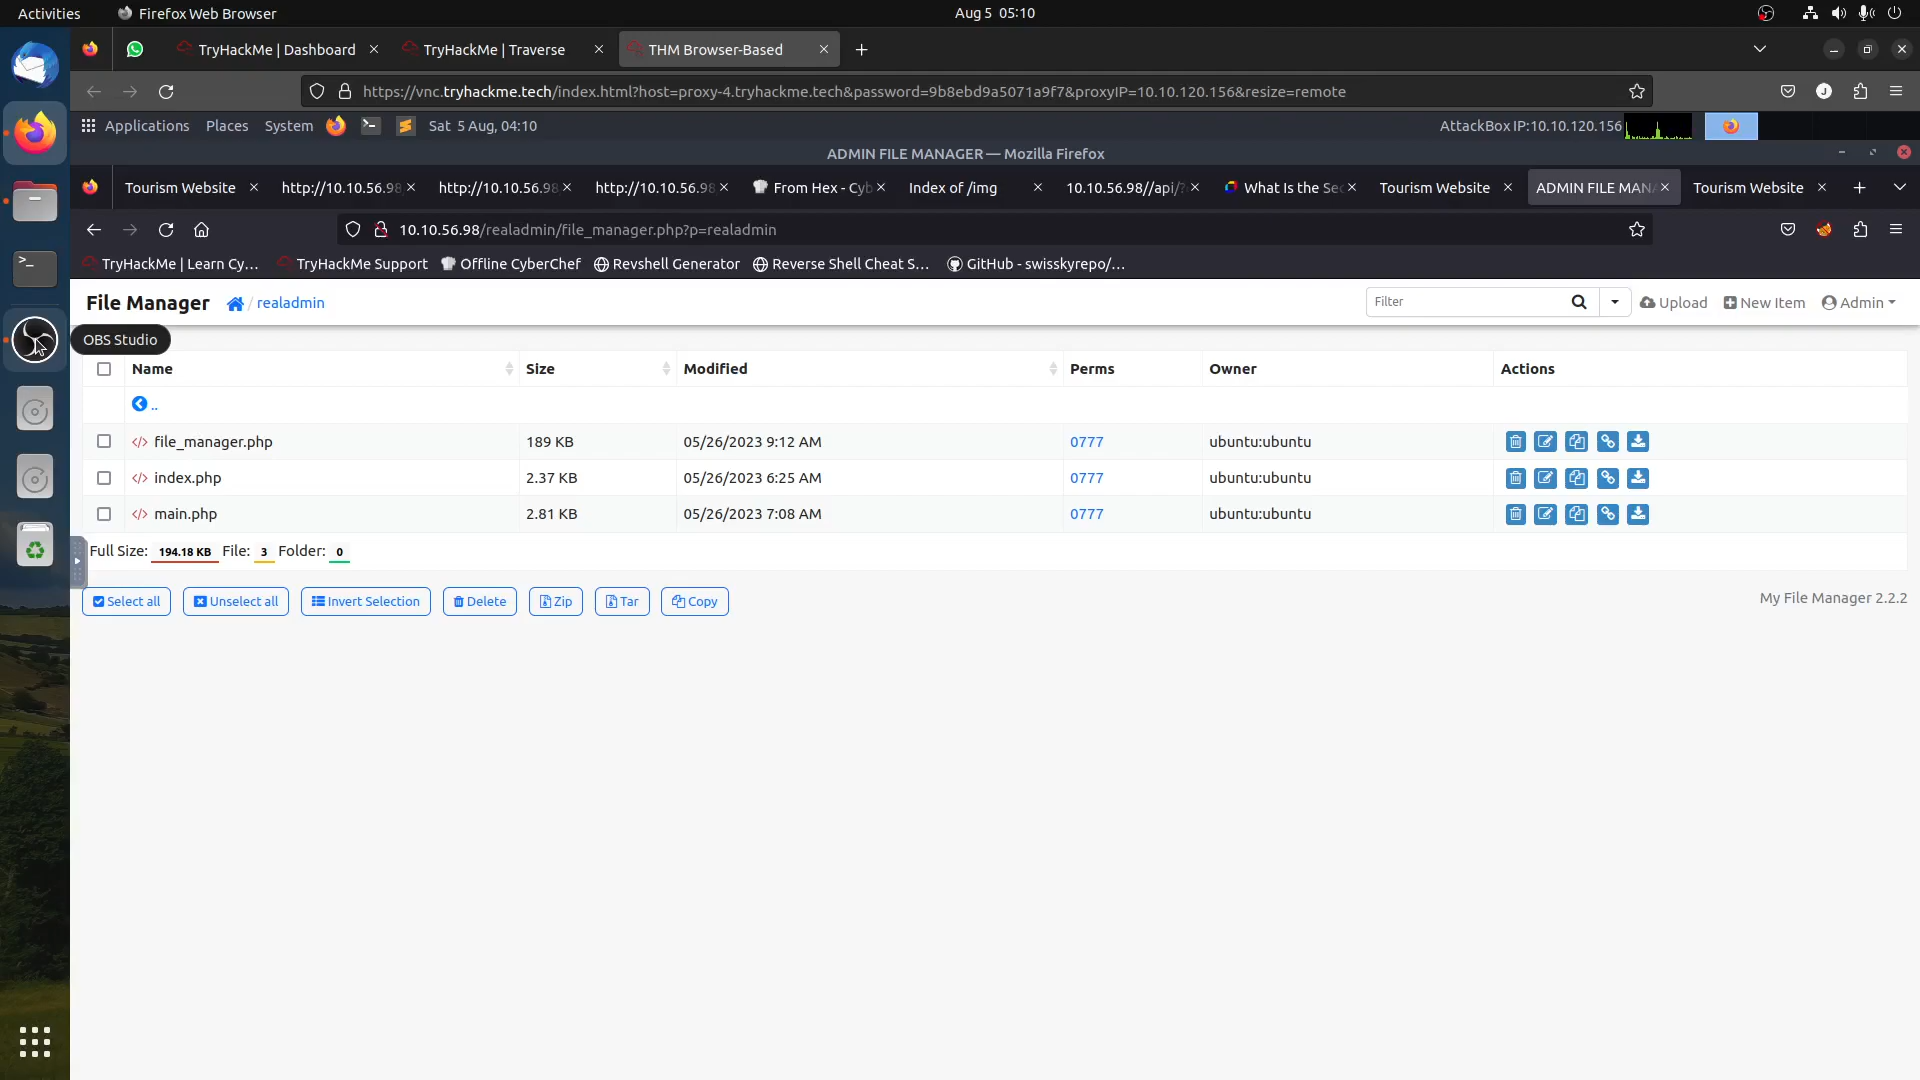 Activities Firefox Web Browser Aug 5 05:10
TryHackMe | Dashboard TryHackMe | Traverse THM Browser-Based
https://vnc.tryhackme.tech/index.html?host=proxy-4.tryhackme.tech&password=9b8ebd9a5071a9f7&proxyIP=10.10.120.156&resize=remote
Applications Places System Sat 5 Aug, 04:10 AttackBox IP:10.10.120.156
ADMIN FILE MANAGER — Mozilla Firefox
Tourism Website http://10.10.56.98 http://10.10.56.98 http://10.10.56.98 From Hex - Cyb Index of /img 10.10.56.98//api/? What Is the Sec Tourism Website ADMIN FILE MAN Tourism Website
10.10.56.98/realadmin/file_manager.php?p=realadmin
TryHackMe | Learn Cy... TryHackMe Support Offline CyberChef Revshell Generator Reverse Shell Cheat S... GitHub - swisskyrepo/...
File Manager / realadmin Filter Upload New Item Admin
OBS Studio
Name Size Modified Perms Owner Actions
..
file_manager.php 189 KB 05/26/2023 9:12 AM 0777 ubuntu:ubuntu
index.php 2.37 KB 05/26/2023 6:25 AM 0777 ubuntu:ubuntu
main.php 2.81 KB 05/26/2023 7:08 AM 0777 ubuntu:ubuntu
Full Size: 194.18 KB File: 3 Folder: 0
Select all Unselect all Invert Selection Delete Zip Tar Copy My File Manager 2.2.2